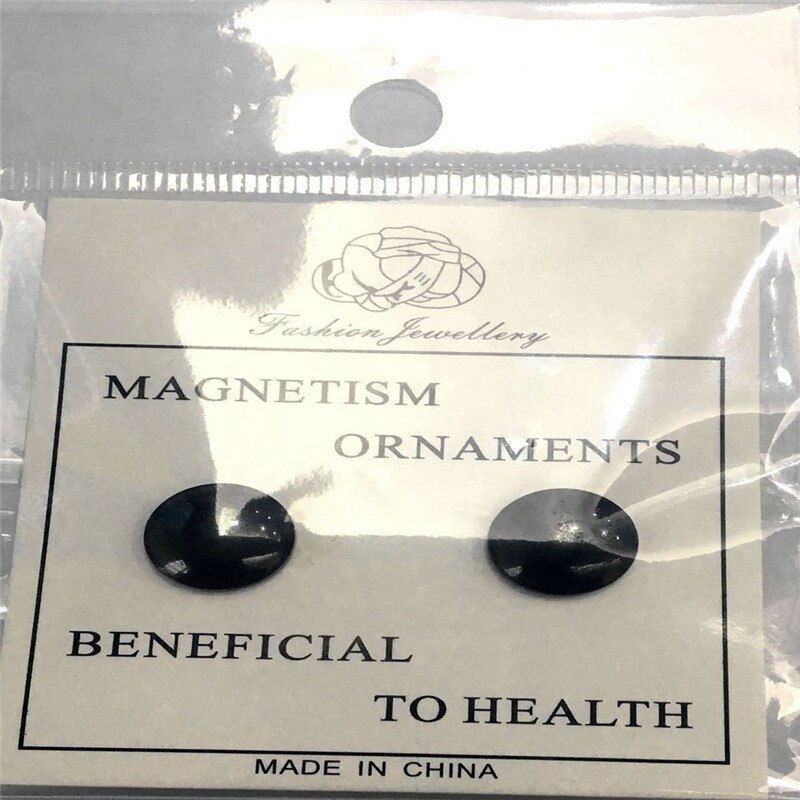 Fashion Jewellery
MAGNETISM
ORNAMENTS
BENEFICIAL
TO HEALTH
MADE IN CHINA